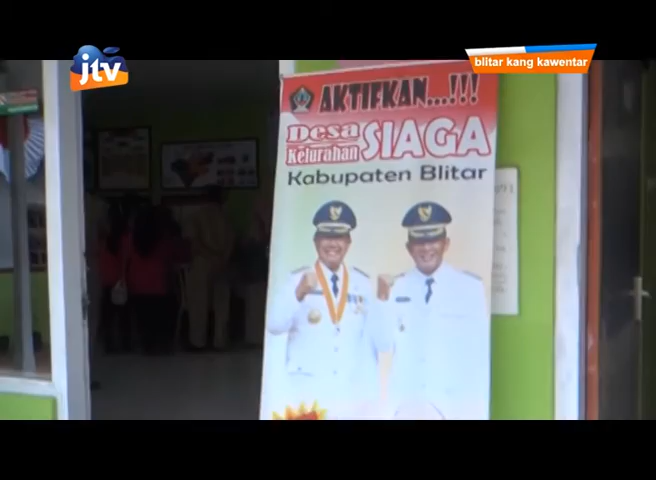 jtv
blitar kang kawentar
AKTIFKAN...!!!
Desa
Kelurahan
SIAGA
Kabupaten Blitar